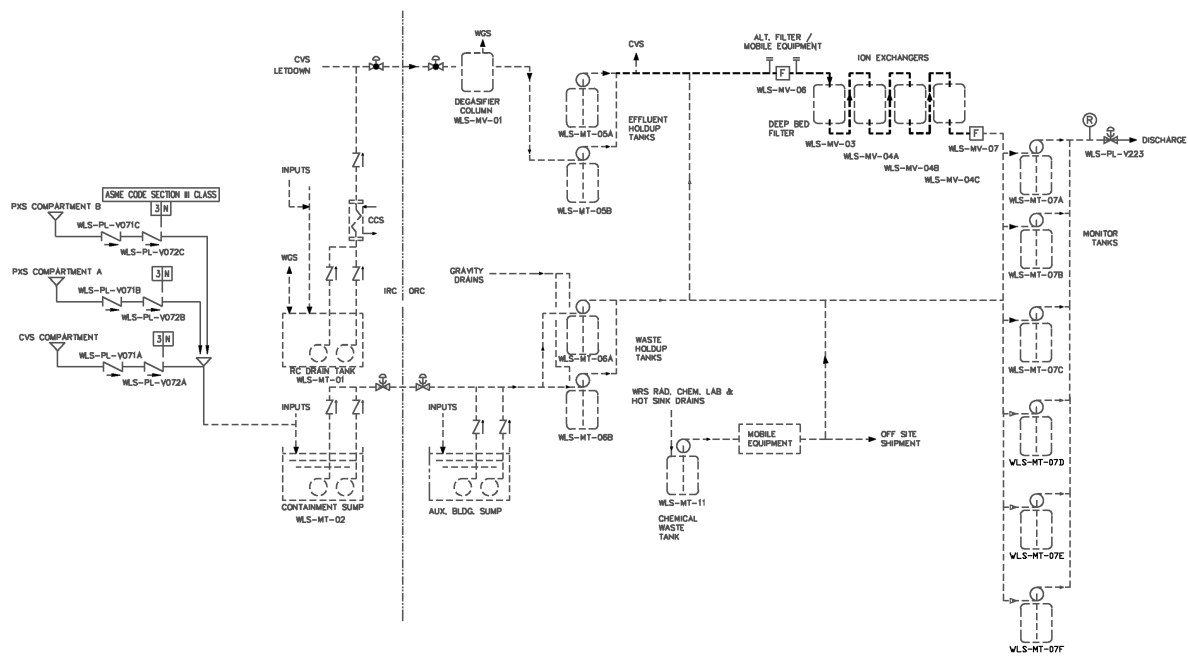 ASME CODE SECTION III CLASS
3 N
PXS COMPARTMENT B
WLS-PL-V071C
WLS-PL-V072C
3 N
PXS COMPARTMENT A
WLS-PL-V071B
WLS-PL-V072B
3 N
CVS COMPARTMENT
WLS-PL-V071A
WLS-PL-V072A
CVS
LETDOWN
INPUTS
CCS
WGS
RC DRAIN TANK
WLS-MT-01
INPUTS
CONTAINMENT SUMP
WLS-MT-02
IRC
ORC
WGS
DEGASIFIER
COLUMN
WLS-MV-01
GRAVITY
DRAINS
INPUTS
AUX. BLDG. SUMP
WLS-MT-05A
WLS-MT-05B
CVS
EFFLUENT
HOLDUP
TANKS
WLS-MT-06A
WLS-MT-06B
WASTE
HOLDUP
TANKS
WRS RAD. CHEM. LAB &
HOT SINK DRAINS
WLS-MT-11
CHEMICAL
WASTE
TANK
MOBILE
EQUIPMENT
OFF SITE
SHIPMENT
ALT. FILTER /
MOBILE EQUIPMENT
F
WLS-MV-06
ION EXCHANGERS
DEEP BED
FILTER
WLS-MV-03
WLS-MV-04A
WLS-MV-04B
WLS-MV-04C
F
WLS-MV-07
R
WLS-PL-V223
DISCHARGE
WLS-MT-07A
MONITOR
TANKS
WLS-MT-07B
WLS-MT-07C
WLS-MT-07D
WLS-MT-07E
WLS-MT-07F